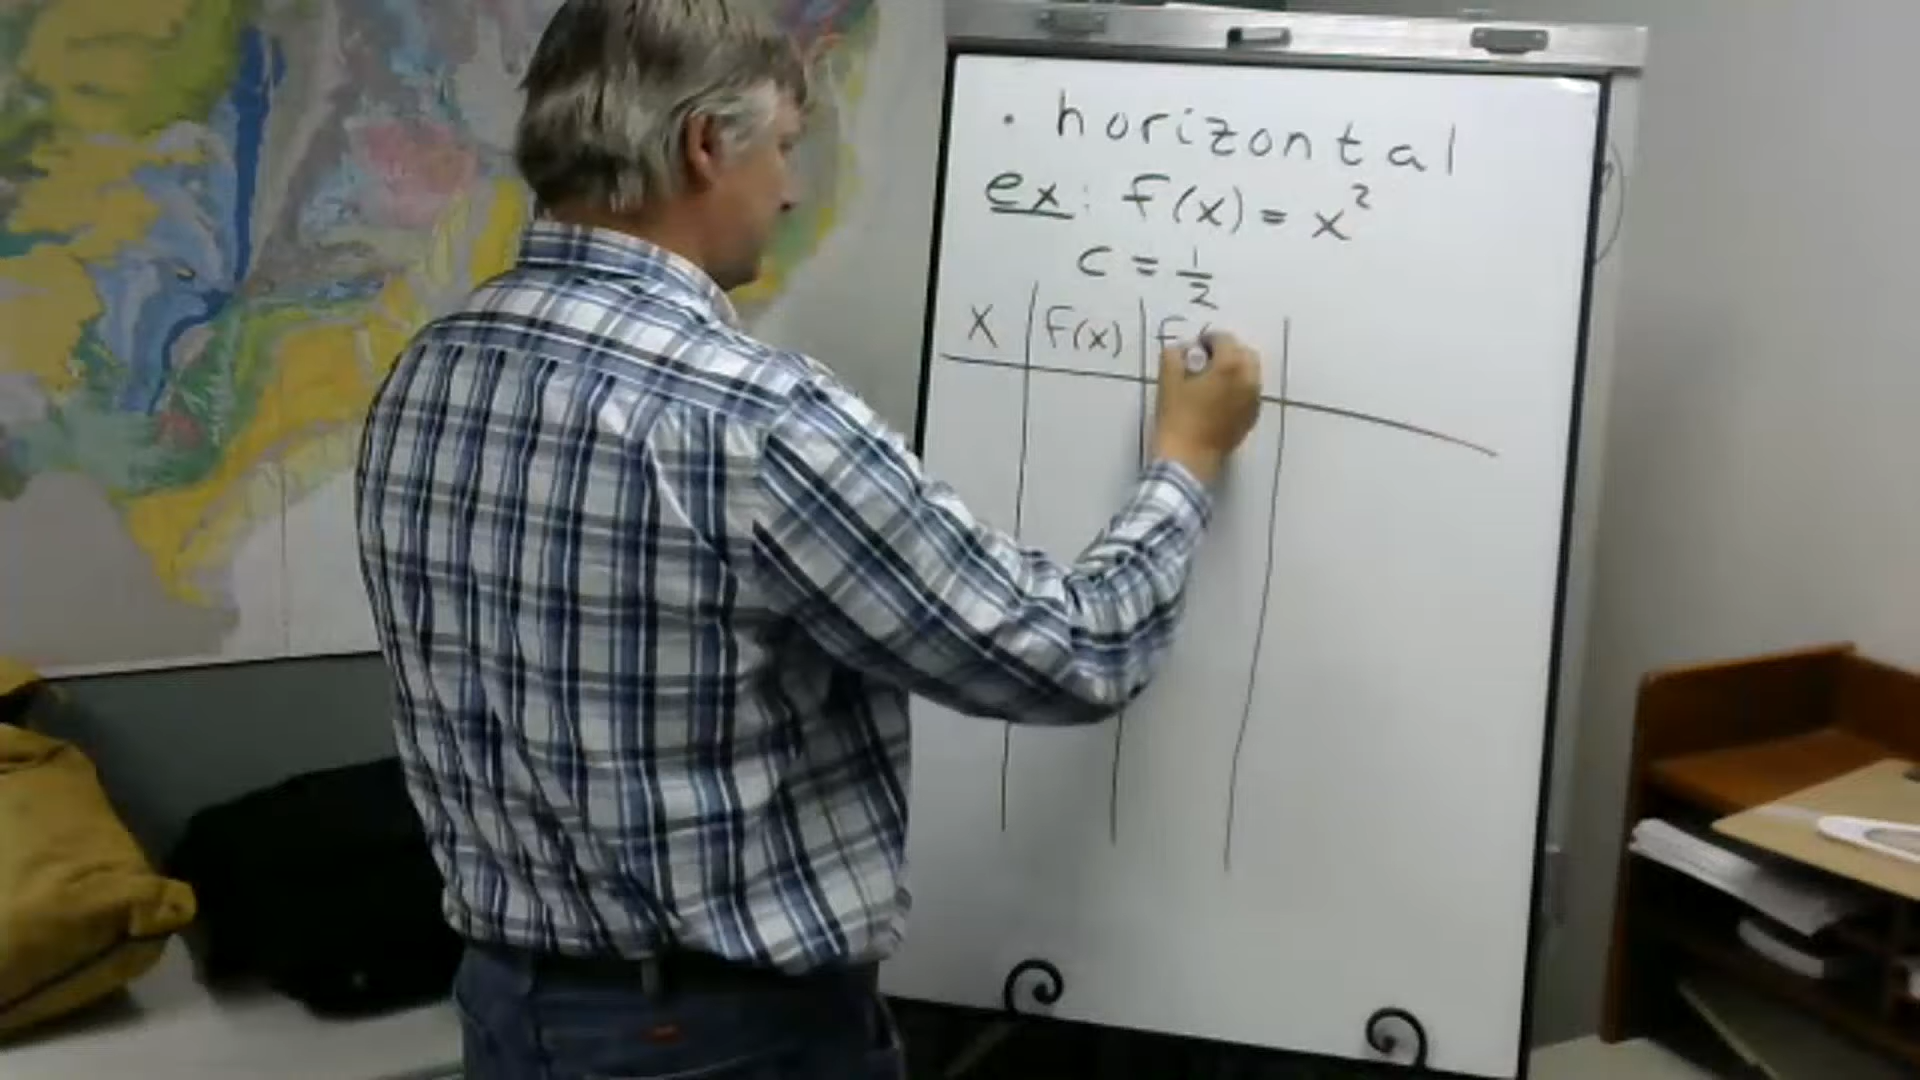 · horizontal
ex: f(x) = x²
c = 1/2
X f(x) f(